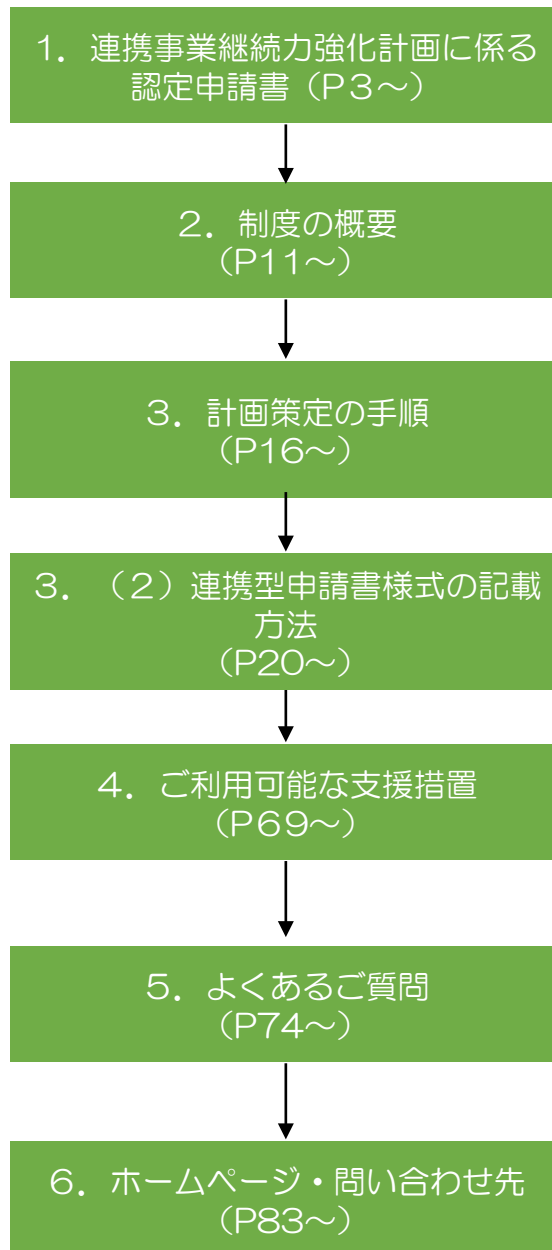 １．連携事業継続力強化計画に係る
認定申請書（P３～）
２．制度の概要
（P11～）
３．計画策定の手順
（P16～）
３．（２）連携型申請書様式の記載
方法
（P20～）
４．ご利用可能な支援措置
（P６９～）
５．よくあるご質問
（P74～）
６．ホームページ・問い合わせ先
（P83～）